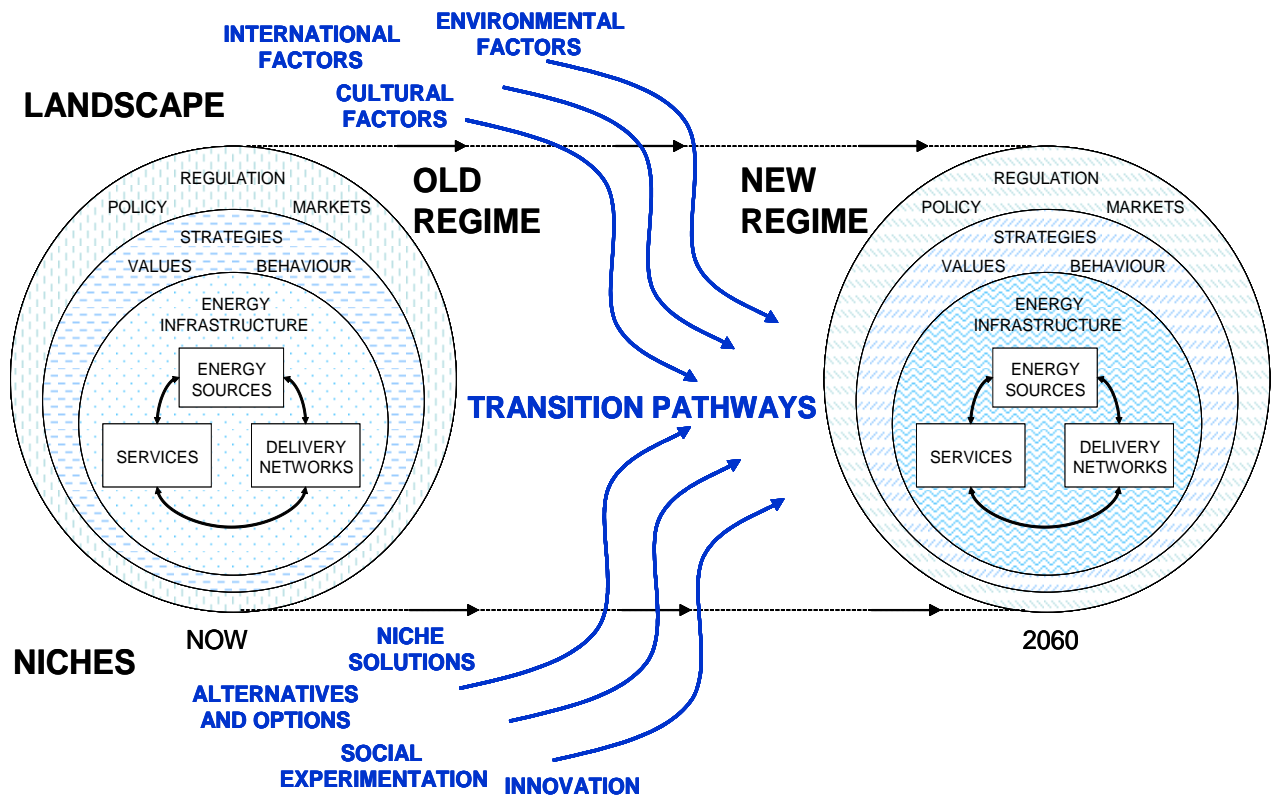 INTERNATIONAL
FACTORS
ENVIRONMENTAL
FACTORS
CULTURAL
FACTORS
LANDSCAPE
OLD
REGIME
NEW
REGIME
REGULATION
POLICY
MARKETS
STRATEGIES
VALUES
BEHAVIOUR
ENERGY
INFRASTRUCTURE
ENERGY
SOURCES
SERVICES
DELIVERY
NETWORKS
TRANSITION PATHWAYS
REGULATION
POLICY
MARKETS
STRATEGIES
VALUES
BEHAVIOUR
ENERGY
INFRASTRUCTURE
ENERGY
SOURCES
SERVICES
DELIVERY
NETWORKS
NOW
2060
NICHES
NICHE
SOLUTIONS
ALTERNATIVES
AND OPTIONS
SOCIAL
EXPERIMENTATION
INNOVATION